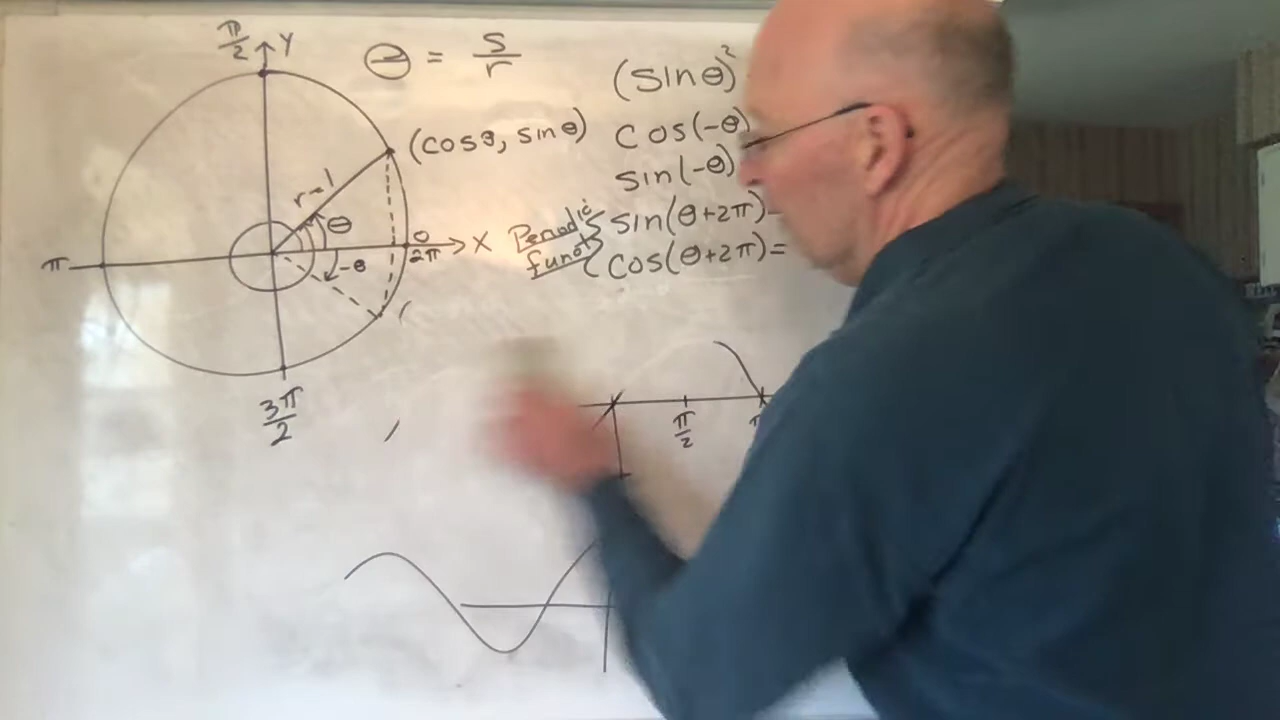 π/2
Y
θ = s/r
(cosθ, sinθ)
r=1
θ
-θ
0
2π
X
π
3π/2
(
(sinθ)²
cos(-θ)
sin(-θ)
Periodic
funct
sin(θ+2π)=
cos(θ+2π)=
π/2